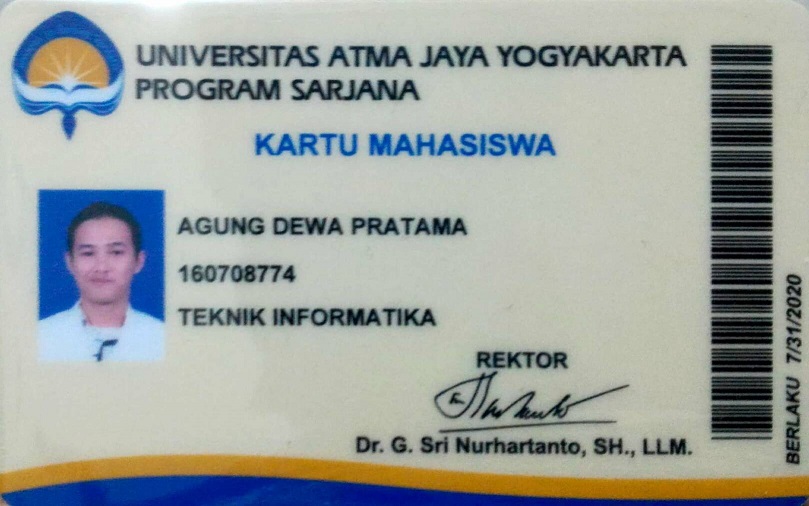 UNIVERSITAS ATMA JAYA YOGYAKARTA
PROGRAM SARJANA
KARTU MAHASISWA
AGUNG DEWA PRATAMA
160708774
TEKNIK INFORMATIKA
REKTOR
Dr. G. Sri Nurhartanto, SH., LLM.
BERLAKU 7/31/2020